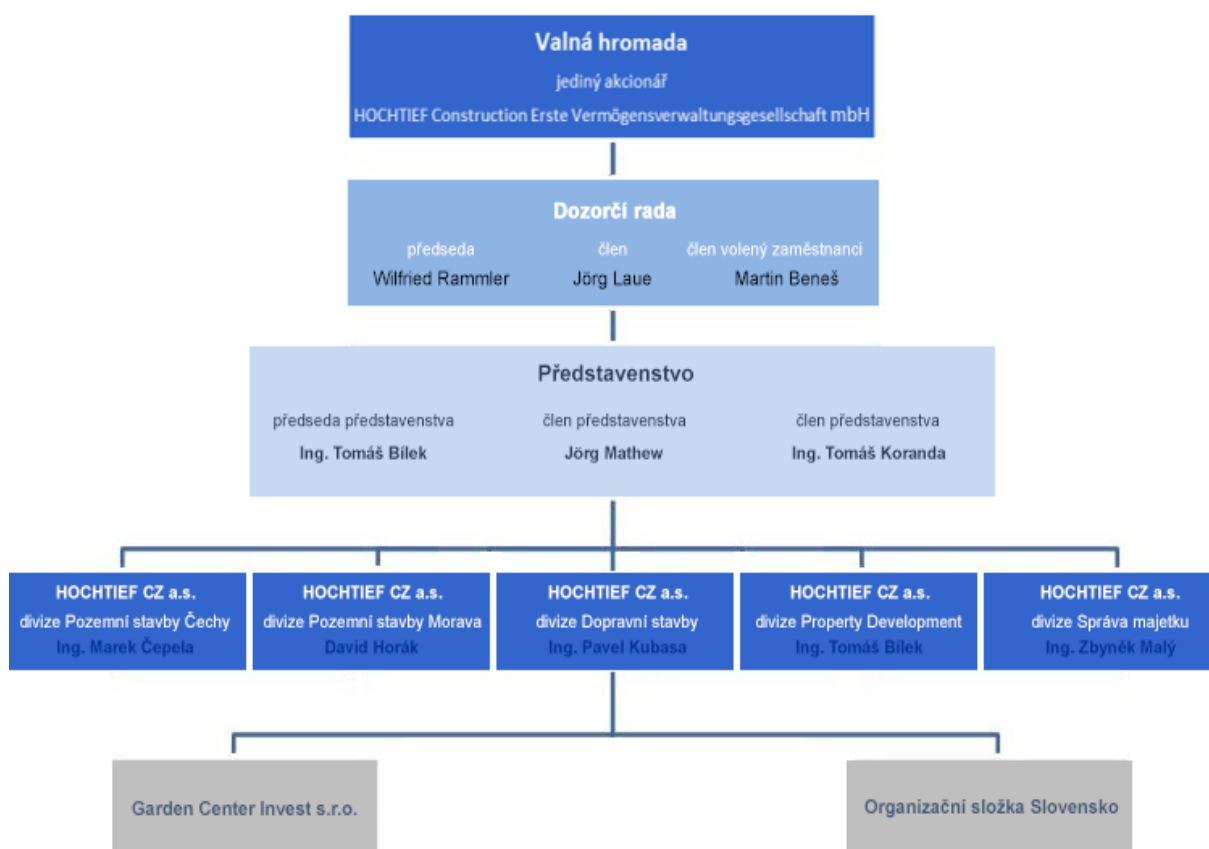 Valná hromada
jediný akcionář
HOCHTIEF Construction Erste Vermögensverwaltungsgesellschaft mbH
Dozorčí rada
předseda
Wilfried Rammler
člen
Jörg Laue
člen volený zaměstnanci
Martin Beneš
Představenstvo
předseda představenstva
Ing. Tomáš Bílek
člen představenstva
Jörg Mathew
člen představenstva
Ing. Tomáš Koranda
HOCHTIEF CZ a.s.
divize Pozemní stavby Čechy
Ing. Marek Čepela
HOCHTIEF CZ a.s.
divize Pozemní stavby Morava
David Horák
HOCHTIEF CZ a.s.
divize Dopravní stavby
Ing. Pavel Kubasa
HOCHTIEF CZ a.s.
divize Property Development
Ing. Tomáš Bílek
HOCHTIEF CZ a.s.
divize Správa majetku
Ing. Zbyněk Malý
Garden Center Invest s.r.o.
Organizační složka Slovensko